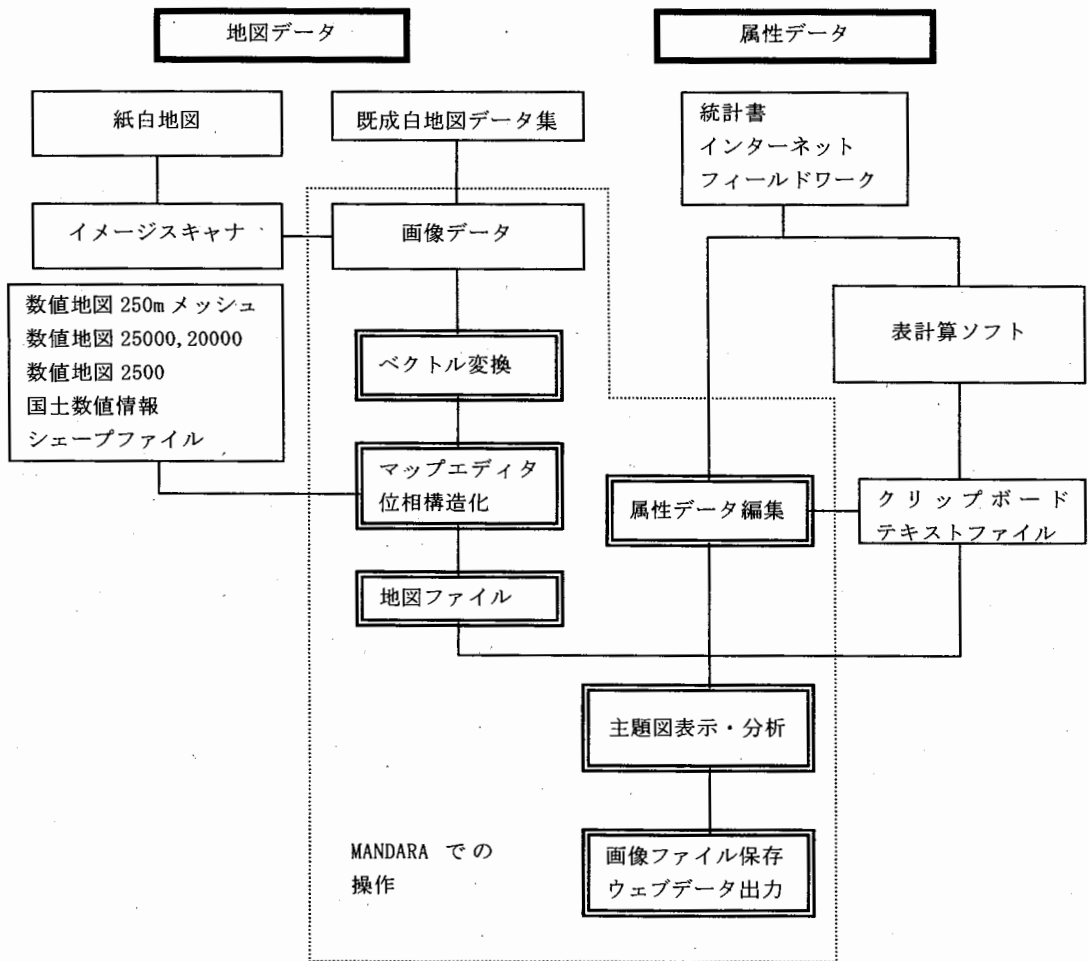 地図データ
属性データ
紙白地図
既成白地図データ集
統計書
インターネット
フィールドワーク
イメージスキャナ
画像データ
数値地図 250m メッシュ
数値地図 25000,20000
数値地図 2500
国土数値情報
シェープファイル
表計算ソフト
ベクトル変換
マップエディタ
位相構造化
属性データ編集
クリップボード
テキストファイル
地図ファイル
主題図表示・分析
MANDARA での
操作
画像ファイル保存
ウェブデータ出力